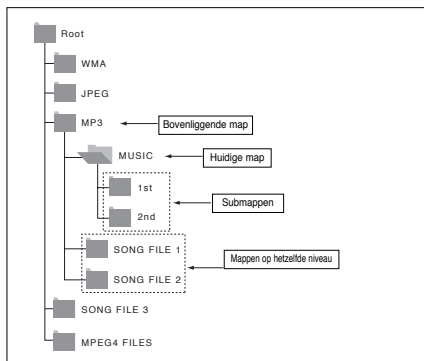 Root
WMA
JPEG
MP3
Bovenliggende map
MUSIC
Huidige map
1st
Submappen
2nd
SONG FILE 1
Mappen op hetzelfde niveau
SONG FILE 2
SONG FILE 3
MPEG4 FILES